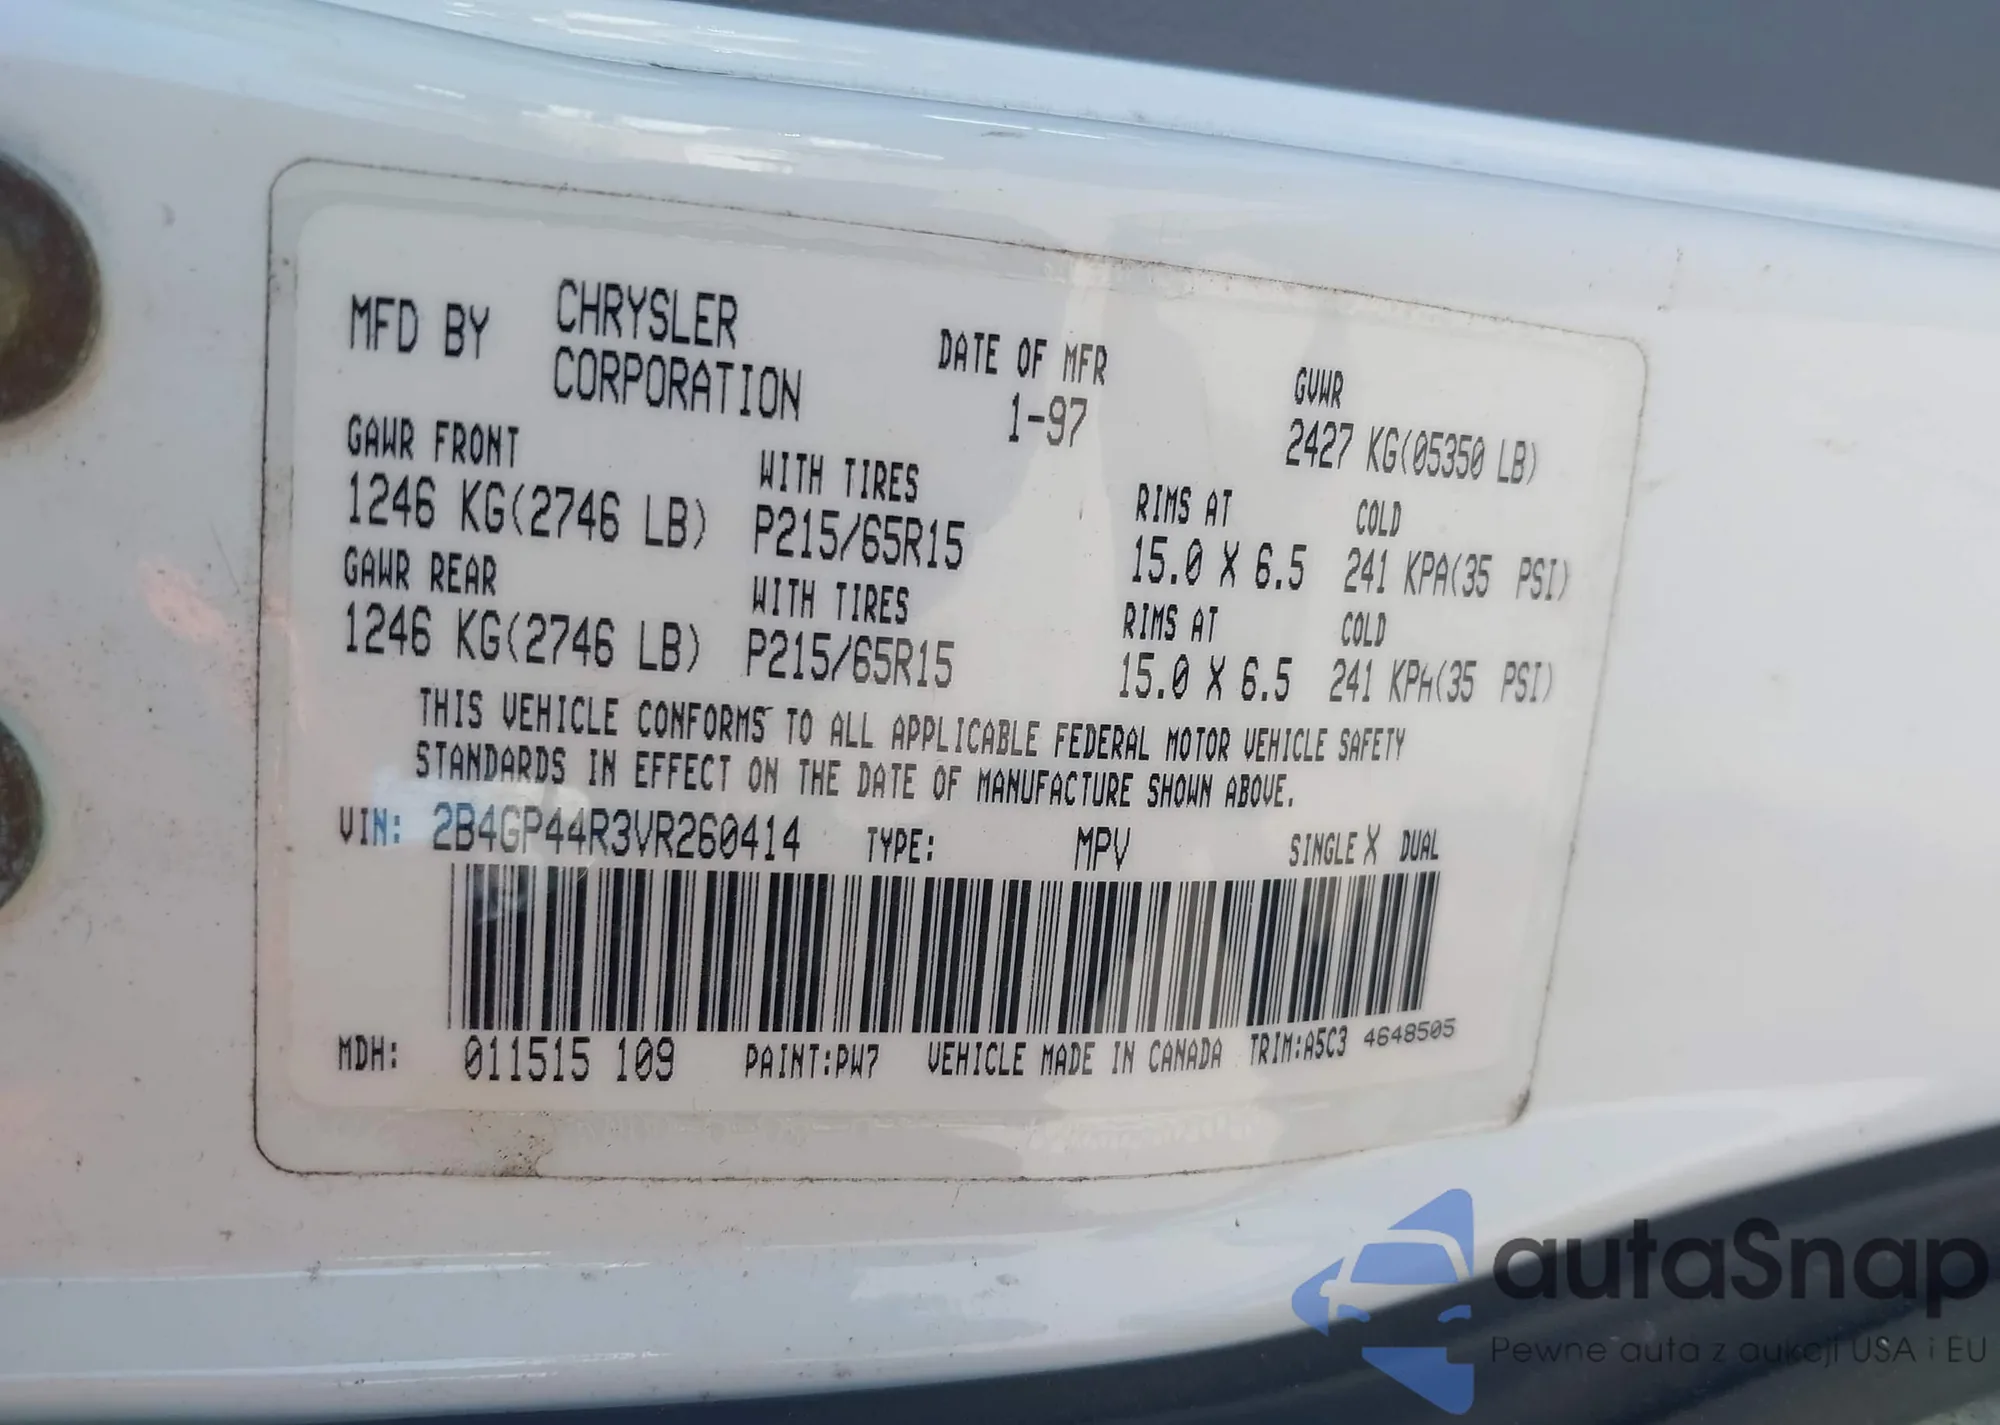 MFD BY CHRYSLER CORPORATION
DATE OF MFR 1-97
GVWR 2427 KG(05350 LB)
GAWR FRONT WITH TIRES RIMS AT COLD
1246 KG(2746 LB) P215/65R15 15.0 X 6.5 241 KPA(35 PSI)
GAWR REAR WITH TIRES RIMS AT COLD
1246 KG(2746 LB) P215/65R15 15.0 X 6.5 241 KPA(35 PSI)
THIS VEHICLE CONFORMS TO ALL APPLICABLE FEDERAL MOTOR VEHICLE SAFETY
STANDARDS IN EFFECT ON THE DATE OF MANUFACTURE SHOWN ABOVE.
VIN: 2B4GP44R3VR260414 TYPE: MPV SINGLE X DUAL
MDH: 011515 109 PAINT:PW7 VEHICLE MADE IN CANADA TRIM:A5C3 4648505
autaSnap
Pewne auta z aukcji USA i EU